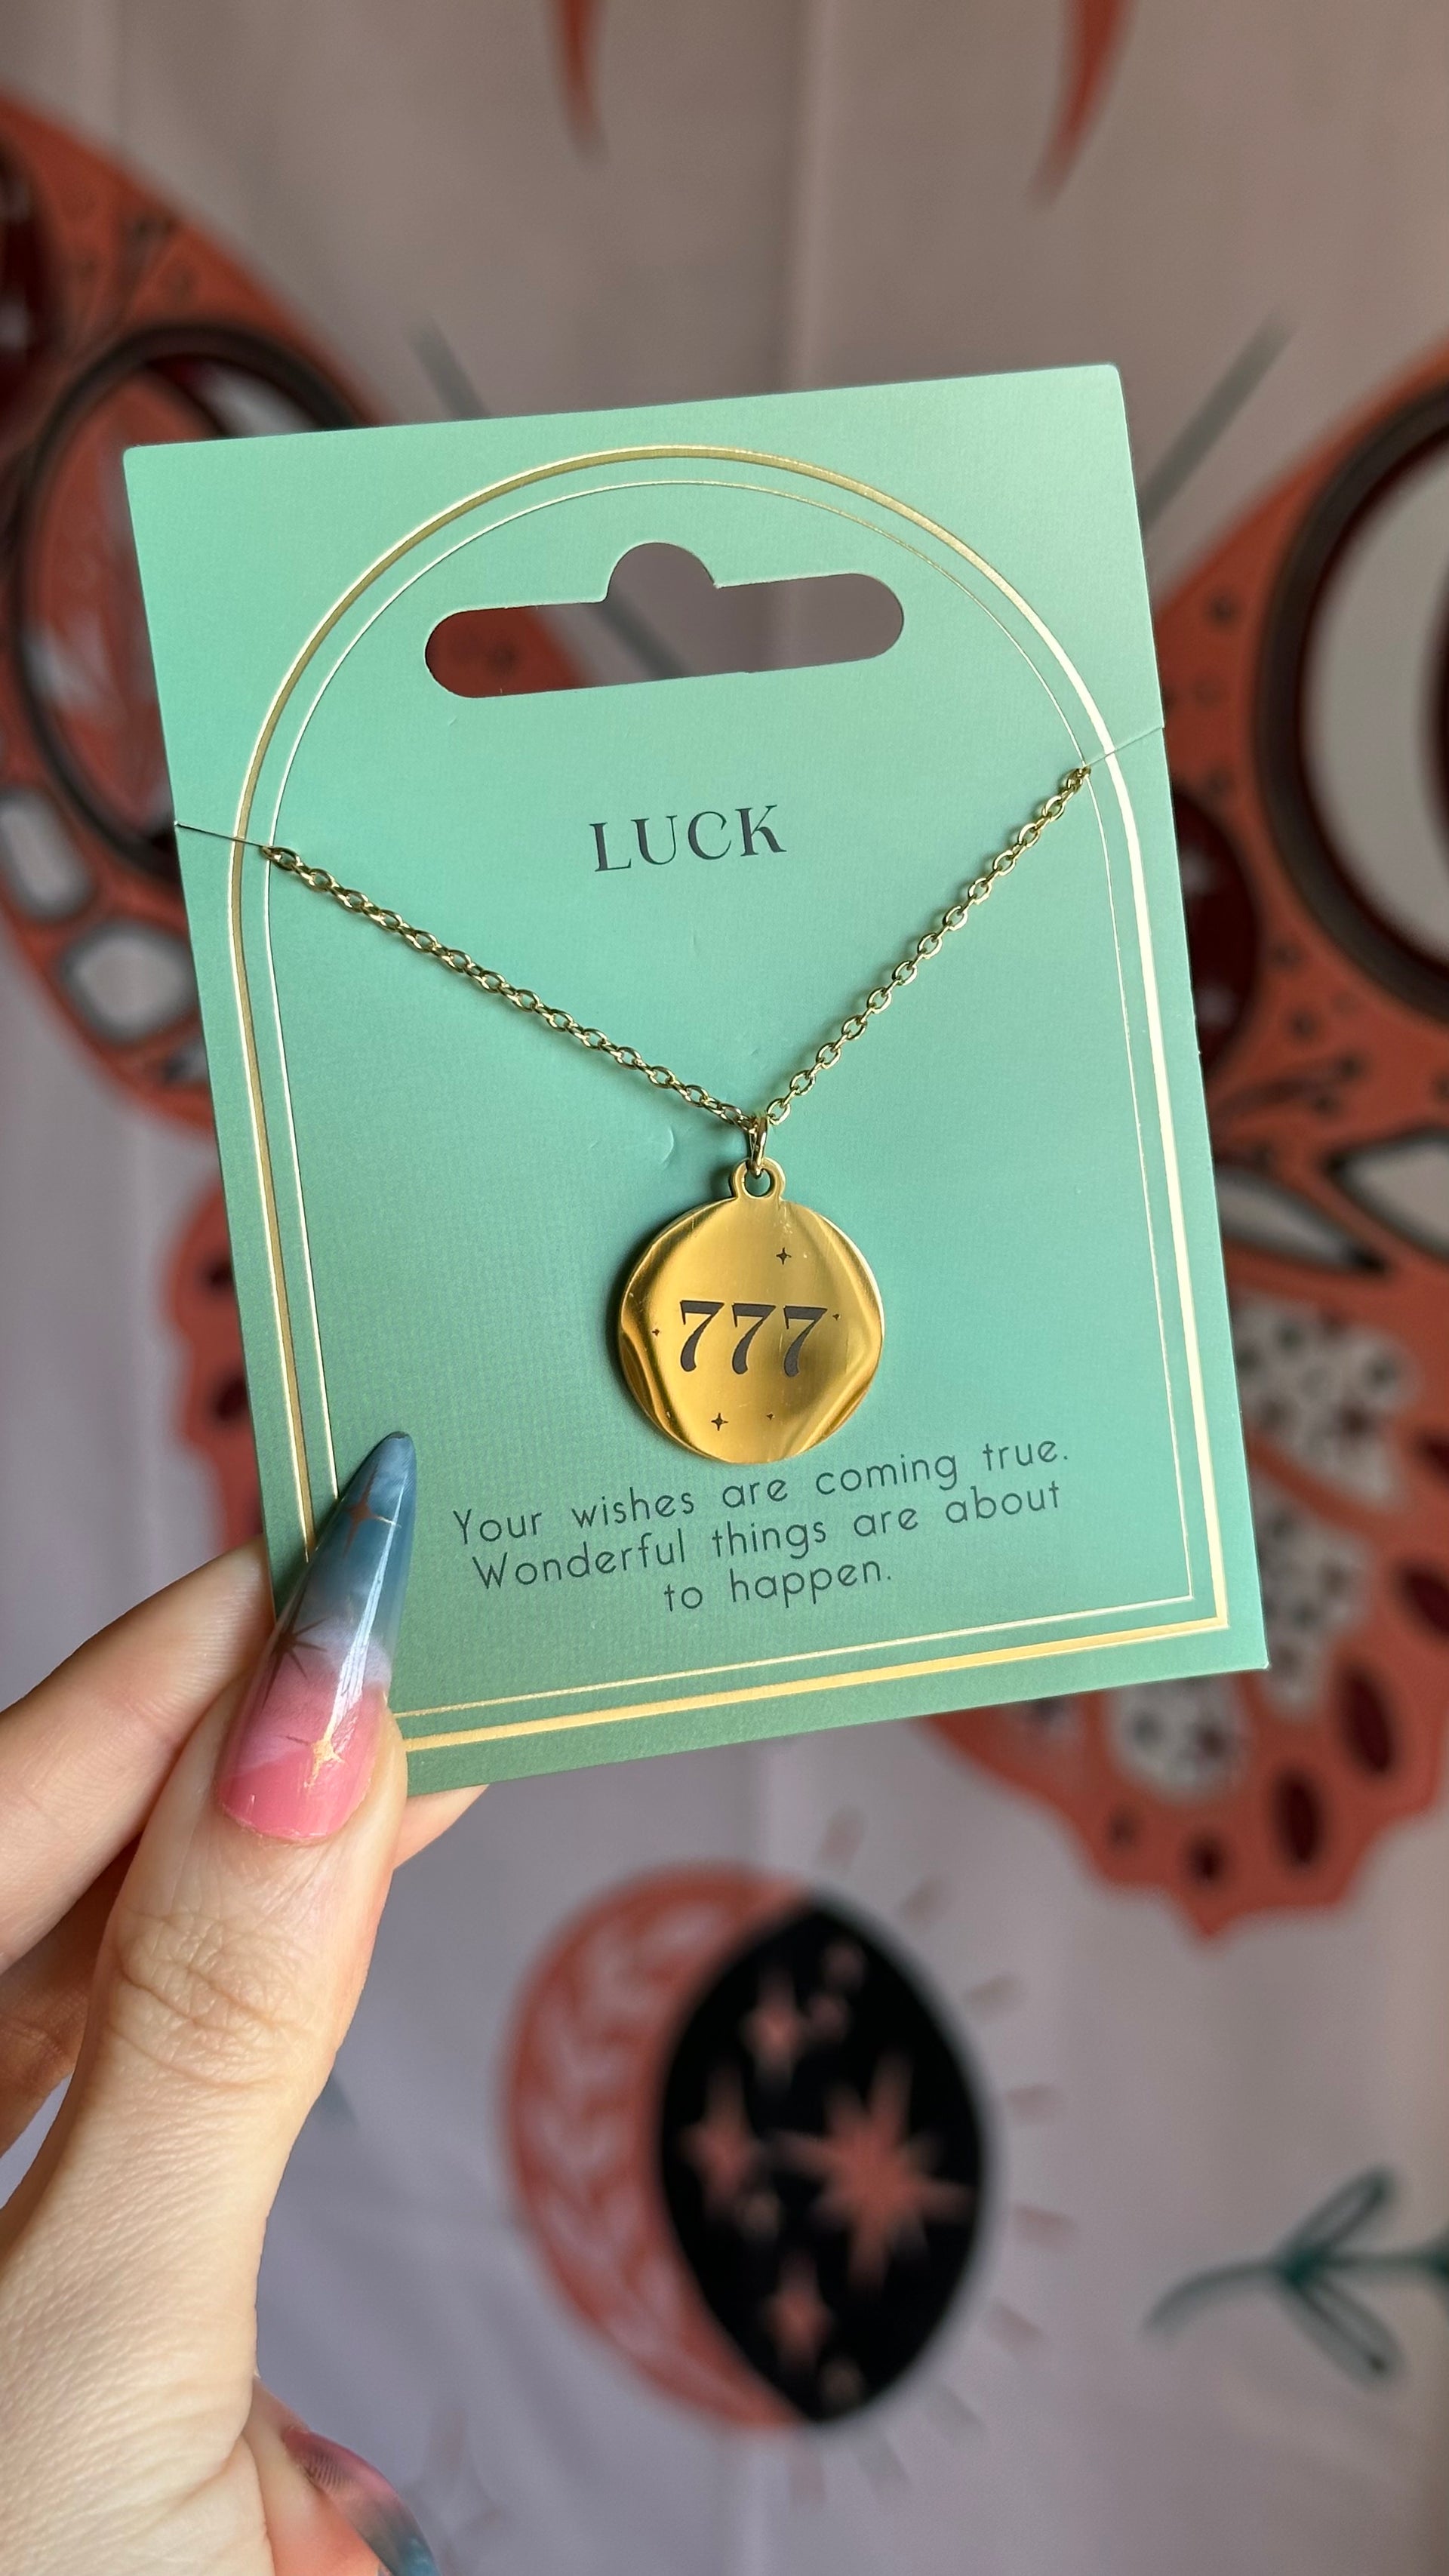 LUCK
777
Your wishes are coming true.
Wonderful things are about
to happen.